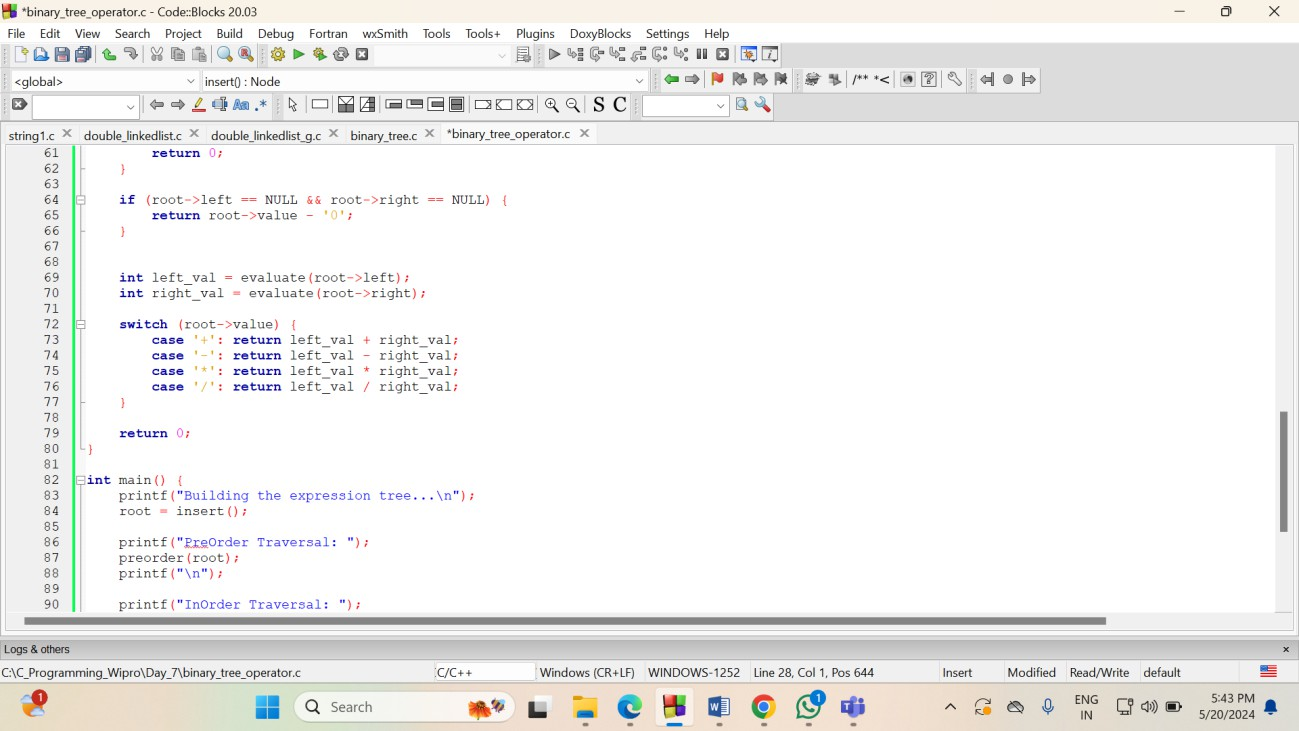 *binary_tree_operator.c - Code::Blocks 20.03
File Edit View Search Project Build Debug Fortran wxSmith Tools Tools+ Plugins DoxyBlocks Settings Help
<global> insert() : Node /** *<
Aa .* S C
string1.c double_linkedlist.c double_linkedlist_g.c binary_tree.c *binary_tree_operator.c
61 return 0;
62 }
63
64 if (root->left == NULL && root->right == NULL) {
65 return root->value - '0';
66 }
67
68
69 int left_val = evaluate(root->left);
70 int right_val = evaluate(root->right);
71
72 switch (root->value) {
73 case '+': return left_val + right_val;
74 case '-': return left_val - right_val;
75 case '*': return left_val * right_val;
76 case '/': return left_val / right_val;
77 }
78
79 return 0;
80 }
81
82 int main() {
83 printf("Building the expression tree...\n");
84 root = insert();
85
86 printf("PreOrder Traversal: ");
87 preorder(root);
88 printf("\n");
89
90 printf("InOrder Traversal: ");
Logs & others
C:\C_Programming_Wipro\Day_7\binary_tree_operator.c C/C++ Windows (CR+LF) WINDOWS-1252 Line 28, Col 1, Pos 644 Insert Modified Read/Write default
1 Search 1 ENG IN 5:43 PM
5/20/2024